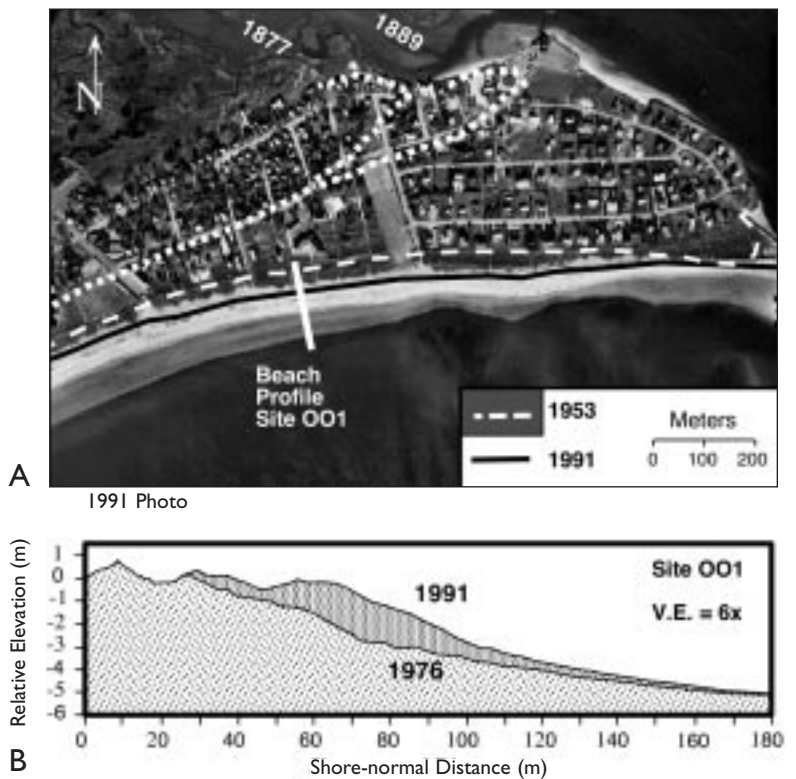 A
1877
1889
N
Beach
Profile
Site OO1
1953
1991
Meters
0 100 200
1991 Photo
B
Relative Elevation (m)
1
0
-1
-2
-3
-4
-5
-6
Site OO1
V.E. = 6x
1991
1976
0 20 40 60 80 100 120 140 160 180
Shore-normal Distance (m)